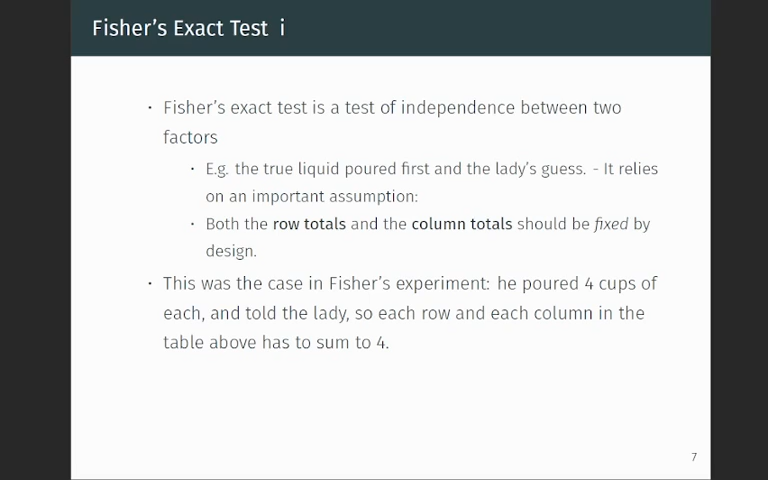 Fisher's Exact Test i
· Fisher's exact test is a test of independence between two
factors
· E.g. the true liquid poured first and the lady's guess. - It relies
on an important assumption:
· Both the row totals and the column totals should be fixed by
design.
· This was the case in Fisher's experiment: he poured 4 cups of
each, and told the lady, so each row and each column in the
table above has to sum to 4.
7